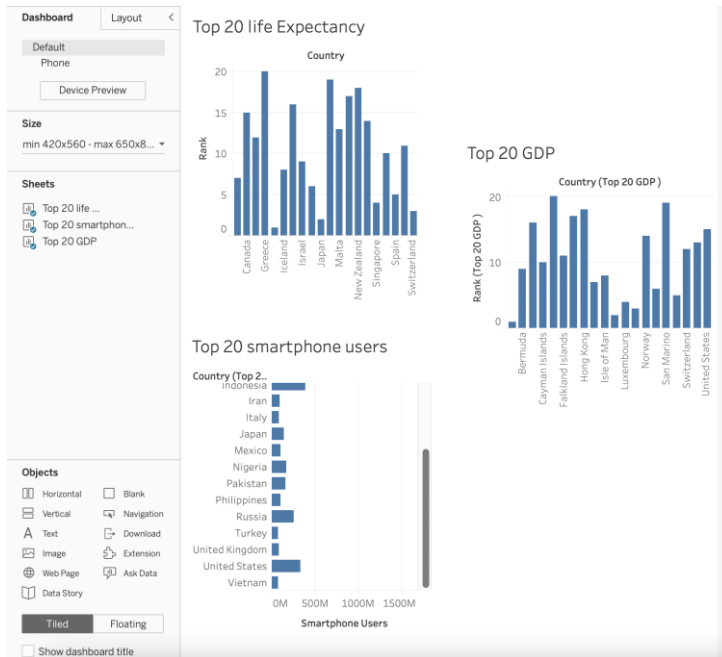 Dashboard
Layout
<
Default
Phone
Device Preview
Size
min 420x560 - max 650x8...
Sheets
Top 20 life ...
Top 20 smartphon...
Top 20 GDP
Objects
Horizontal
Blank
Vertical
Navigation
A Text
Download
Image
Extension
Web Page
Ask Data
Data Story
Tiled
Floating
Show dashboard title
Top 20 life Expectancy
Country
Rank
20
15
10
5
0
Canada
Greece
Iceland
Israel
Japan
Malta
New Zealand
Singapore
Spain
Switzerland
Top 20 GDP
Country (Top 20 GDP )
Rank (Top 20 GDP )
20
10
0
Bermuda
Cayman Islands
Falkland Islands
Hong Kong
Isle of Man
Luxembourg
Norway
San Marino
Switzerland
United States
Top 20 smartphone users
Country (Top 2..
Indonesia
Iran
Italy
Japan
Mexico
Nigeria
Pakistan
Philippines
Russia
Turkey
United Kingdom
United States
Vietnam
0M 500M 1000M 1500M
Smartphone Users